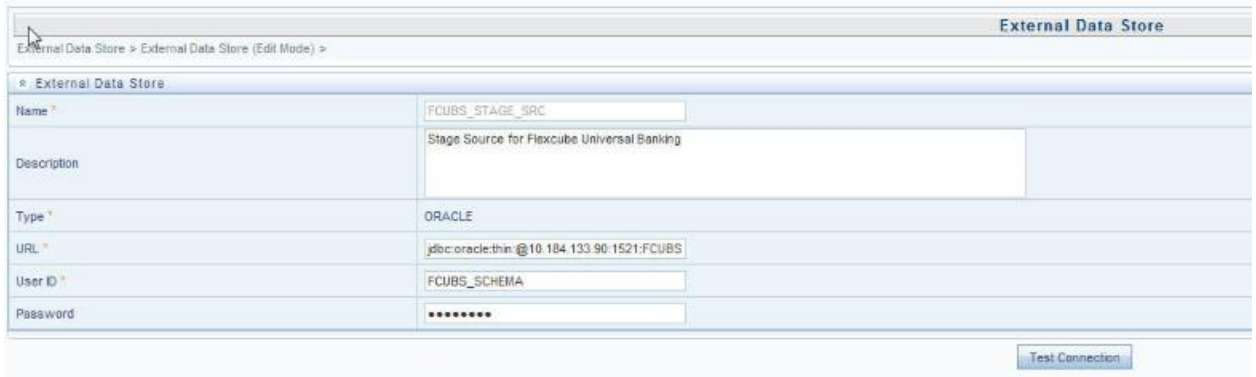 External Data Store
External Data Store > External Data Store (Edit Mode) >
External Data Store
Name *
FCUBS_STAGE_SRC
Description
Stage Source for Flexcube Universal Banking
Type *
ORACLE
URL *
jdbc:oracle:thin:@10.184.133.90:1521:FCUBS
User ID *
FCUBS_SCHEMA
Password
••••••••
Test Connection